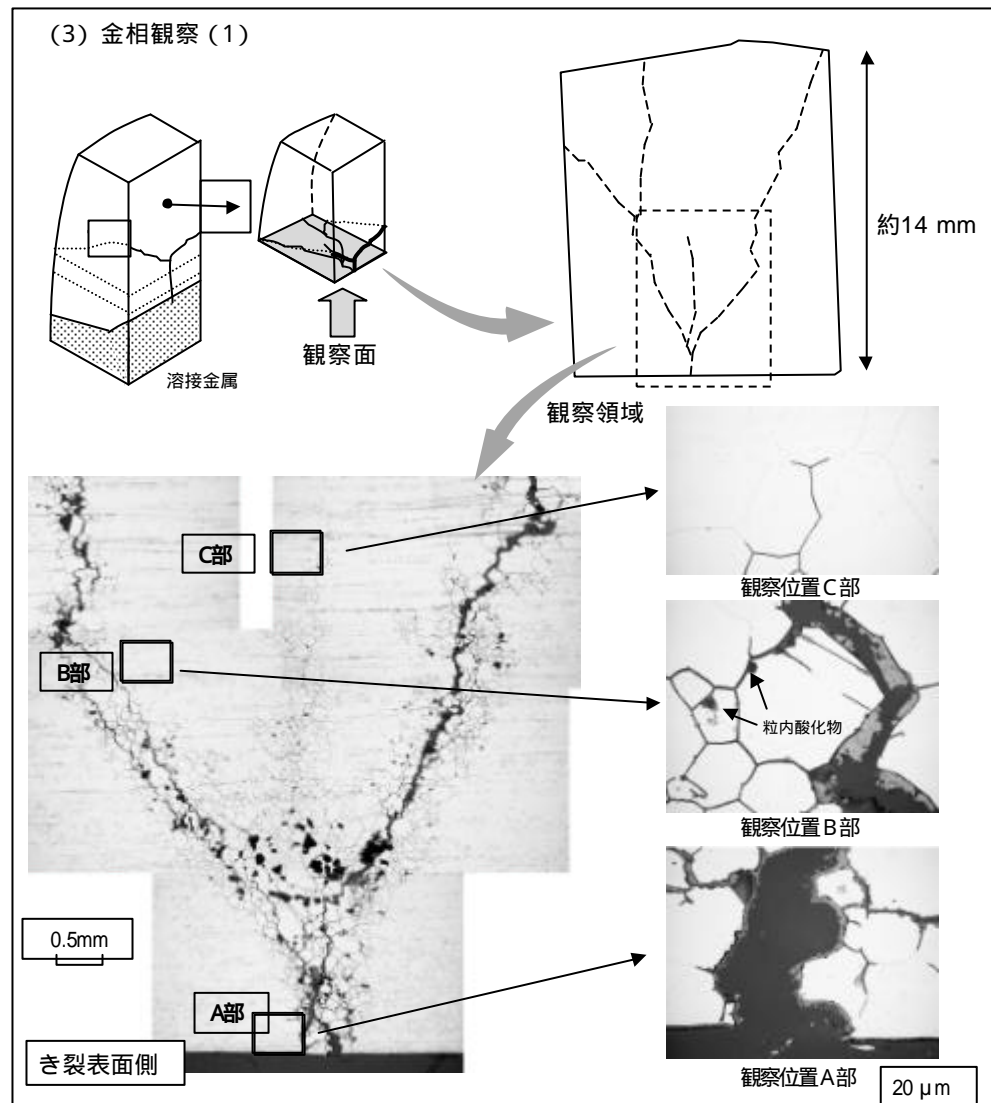 (3) 金相観察 (1)
約14 mm
観察面
溶接金属
観察領域
C部
観察位置C部
B部
粒内酸化物
観察位置B部
0.5mm
A部
き裂表面側
観察位置A部
20 μm